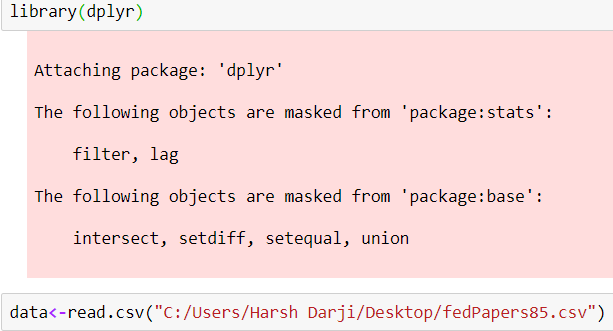 library(dplyr)
Attaching package: 'dplyr'
The following objects are masked from 'package:stats':
filter, lag
The following objects are masked from 'package:base':
intersect, setdiff, setequal, union
data<-read.csv("C:/Users/Harsh Darji/Desktop/fedPapers85.csv")